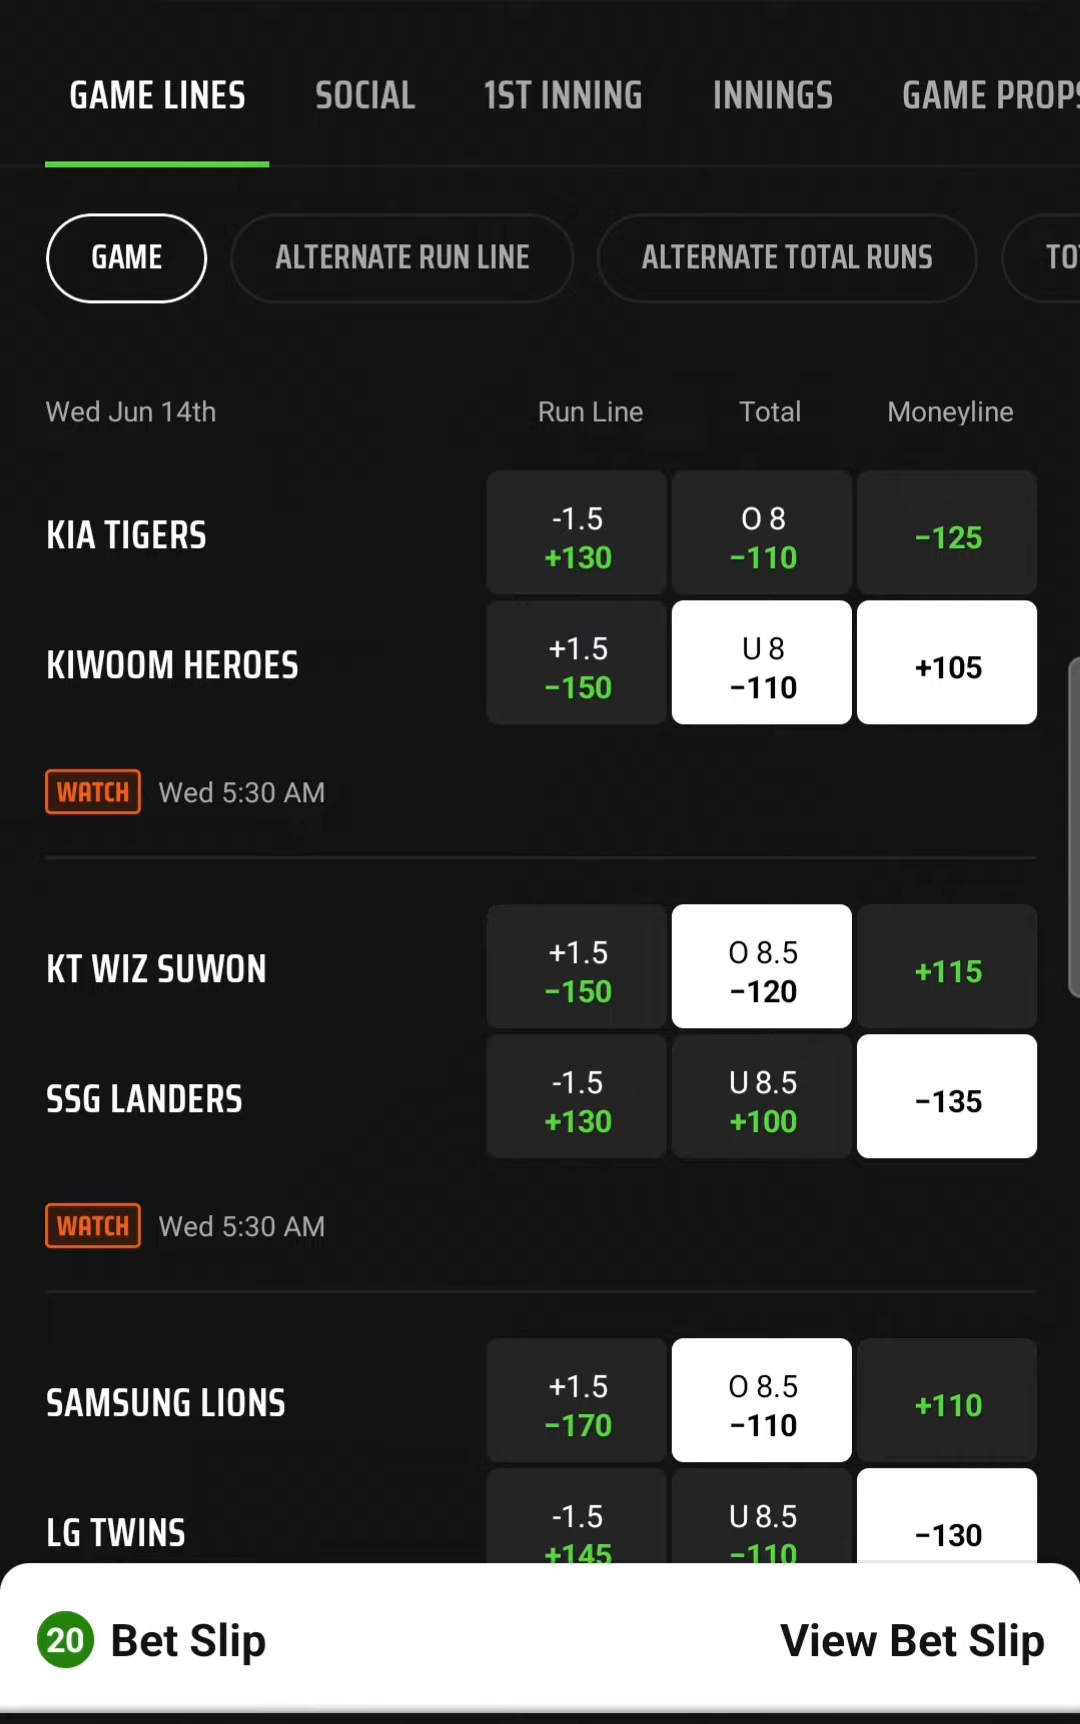 GAME LINES SOCIAL 1ST INNING INNINGS GAME PROPS
GAME ALTERNATE RUN LINE ALTERNATE TOTAL RUNS TO
Wed Jun 14th Run Line Total Moneyline
-1.5 O 8
KIA TIGERS −125
+130 −110
+1.5 U 8
KIWOOM HEROES +105
−150 −110
WATCH Wed 5:30 AM
+1.5 O 8.5
KT WIZ SUWON +115
−150 −120
-1.5 U 8.5
SSG LANDERS −135
+130 +100
WATCH Wed 5:30 AM
+1.5 O 8.5
SAMSUNG LIONS +110
−170 −110
-1.5 U 8.5
LG TWINS −130
+145 −110
20 Bet Slip View Bet Slip